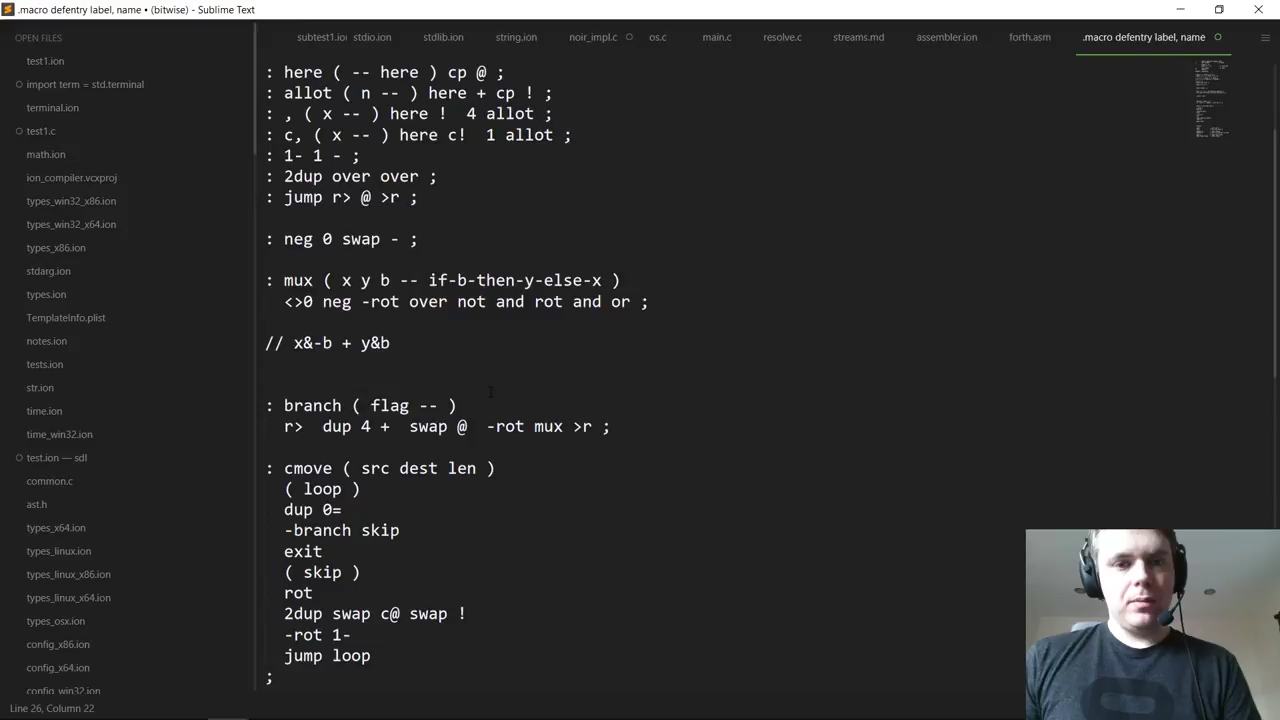 .macro defentry label, name • (bitwise) - Sublime Text
OPEN FILES
test1.ion
import term = std.terminal
terminal.ion
test1.c
math.ion
ion_compiler.vcxproj
types_win32_x86.ion
types_win32_x64.ion
types_x86.ion
stdarg.ion
types.ion
TemplateInfo.plist
notes.ion
tests.ion
str.ion
time.ion
time_win32.ion
test.ion — sdl
common.c
ast.h
types_x64.ion
types_linux.ion
types_linux_x86.ion
types_linux_x64.ion
types_osx.ion
config_x86.ion
config_x64.ion
config_win32.ion
subtest1.ion stdio.ion stdlib.ion string.ion noir_impl.c os.c main.c resolve.c streams.md assembler.ion forth.asm .macro defentry label, name
: here ( -- here ) cp @ ;
: allot ( n -- ) here + cp ! ;
: , ( x -- ) here !  4 allot ;
: c, ( x -- ) here c!  1 allot ;
: 1- 1 - ;
: 2dup over over ;
: jump r> @ >r ;
: neg 0 swap - ;
: mux ( x y b -- if-b-then-y-else-x )
<>0 neg -rot over not and rot and or ;
// x&-b + y&b
: branch ( flag -- )
r>  dup 4 +  swap @  -rot mux >r ;
: cmove ( src dest len )
( loop )
dup 0=
-branch skip
exit
( skip )
rot
2dup swap c@ swap !
-rot 1-
jump loop
;
Line 26, Column 22